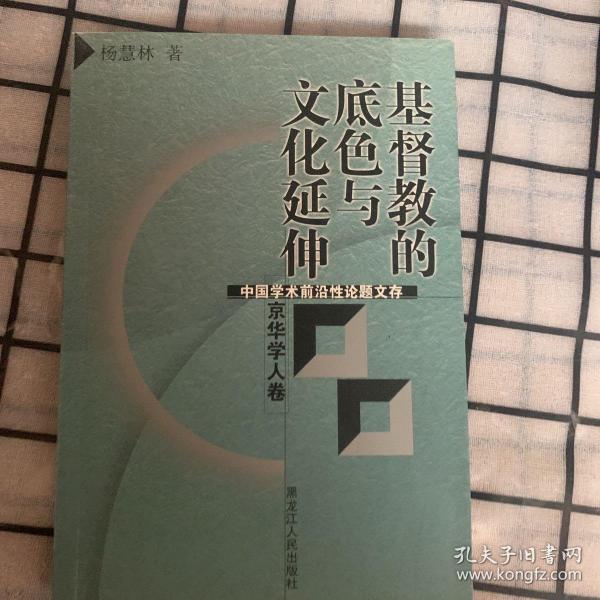 杨慧林 著
基督教的
底色与
文化延伸
中国学术前沿性论题文存
京华学人卷
黑龙江人民出版社
孔夫子旧书网
www.kongfz.com